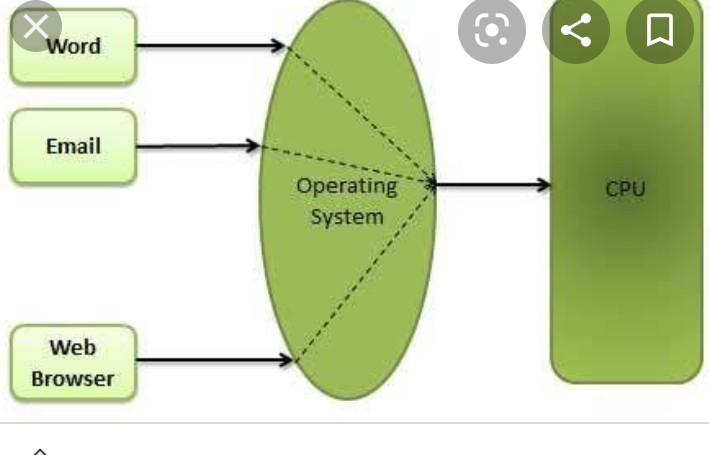 Word
Email
Operating
System
CPU
Web
Browser